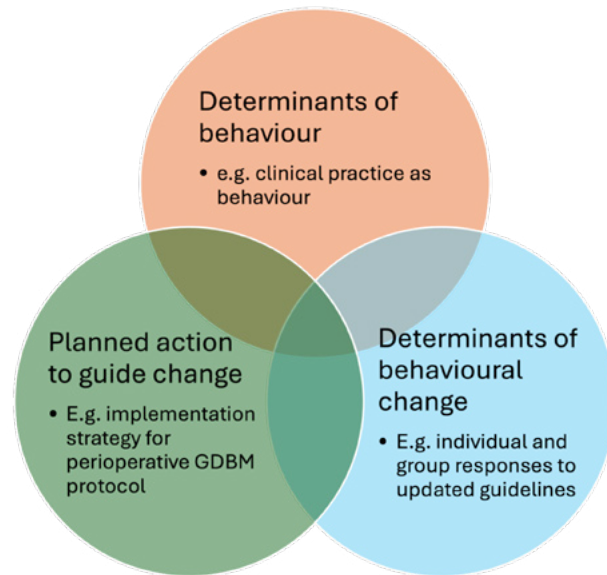 Determinants of
behaviour
• e.g. clinical practice as
behaviour
Planned action
to guide change
• E.g. implementation
strategy for
perioperative GDBM
protocol
Determinants of
behavioural
change
• E.g. individual and
group responses to
updated guidelines